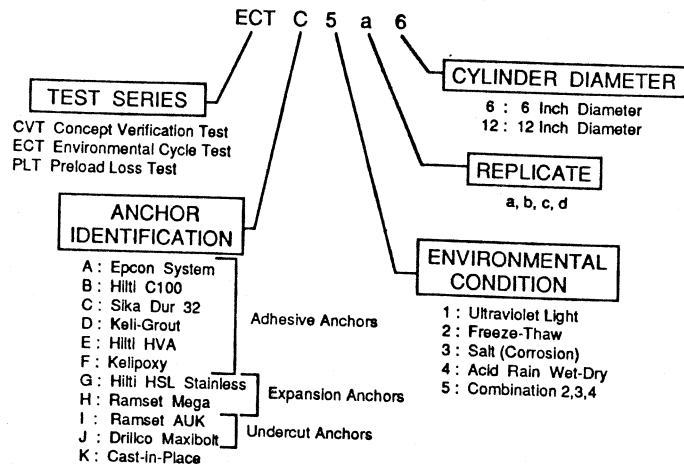 ECT C 5 a 6
TEST SERIES
CVT Concept Verification Test
ECT Environmental Cycle Test
PLT Preload Loss Test
ANCHOR
IDENTIFICATION
A : Epcon System
B : Hilti C100
C : Sika Dur 32
D : Keli-Grout
E : Hilti HVA
F : Kelipoxy
G : Hilti HSL Stainless
H : Ramset Mega
I : Ramset AUK
J : Drillco Maxibolt
K : Cast-in-Place
Adhesive Anchors
Expansion Anchors
Undercut Anchors
CYLINDER DIAMETER
6 : 6 Inch Diameter
12 : 12 Inch Diameter
REPLICATE
a, b, c, d
ENVIRONMENTAL
CONDITION
1 : Ultraviolet Light
2 : Freeze-Thaw
3 : Salt (Corrosion)
4 : Acid Rain Wet-Dry
5 : Combination 2,3,4